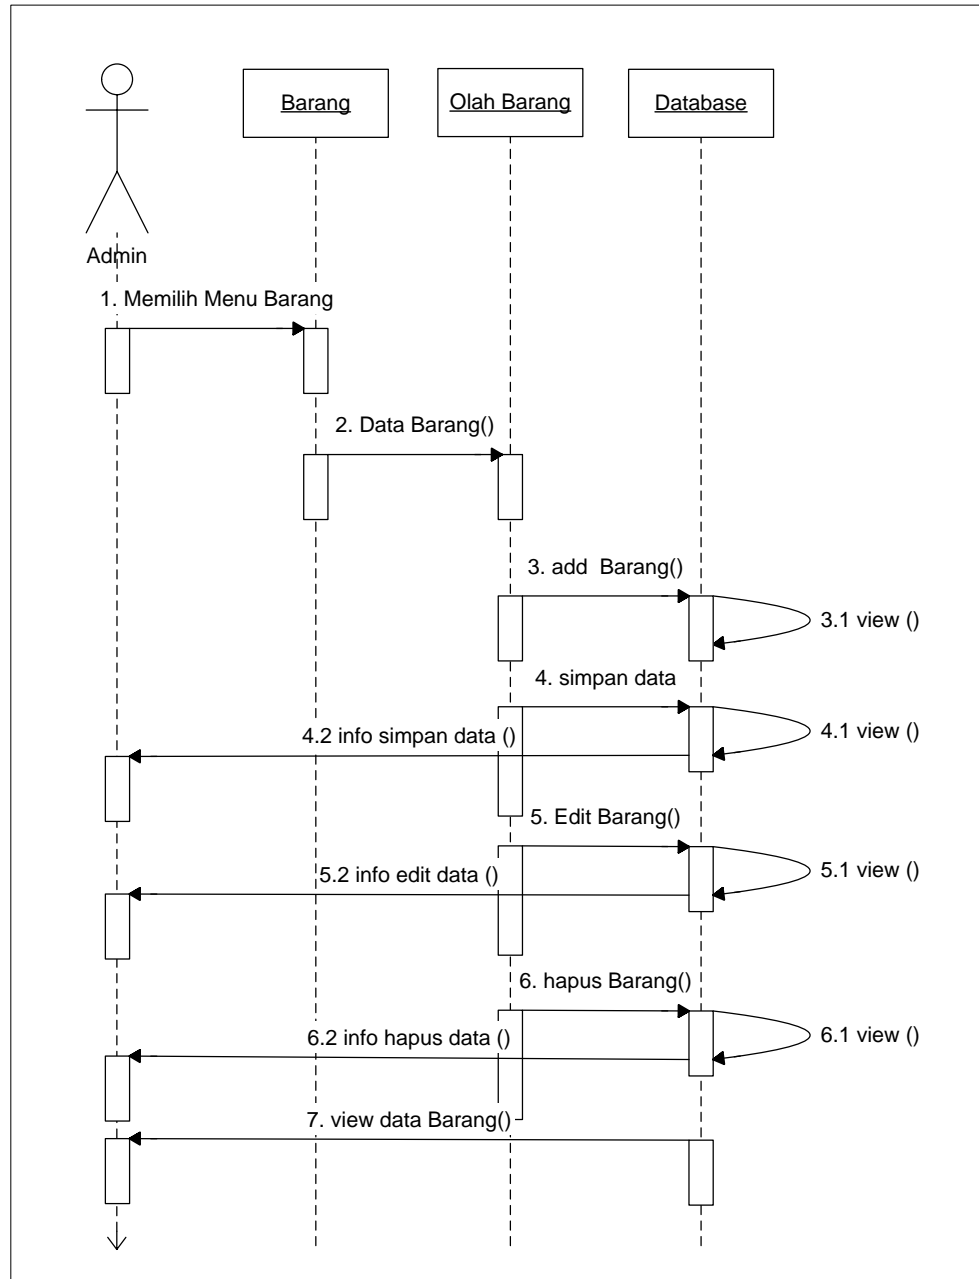 Barang
Olah Barang
Database
Admin
1. Memilih Menu Barang
2. Data Barang()
3. add  Barang()
3.1 view ()
4. simpan data
4.1 view ()
4.2 info simpan data ()
5. Edit Barang()
5.1 view ()
5.2 info edit data ()
6. hapus Barang()
6.1 view ()
6.2 info hapus data ()
7. view data Barang()